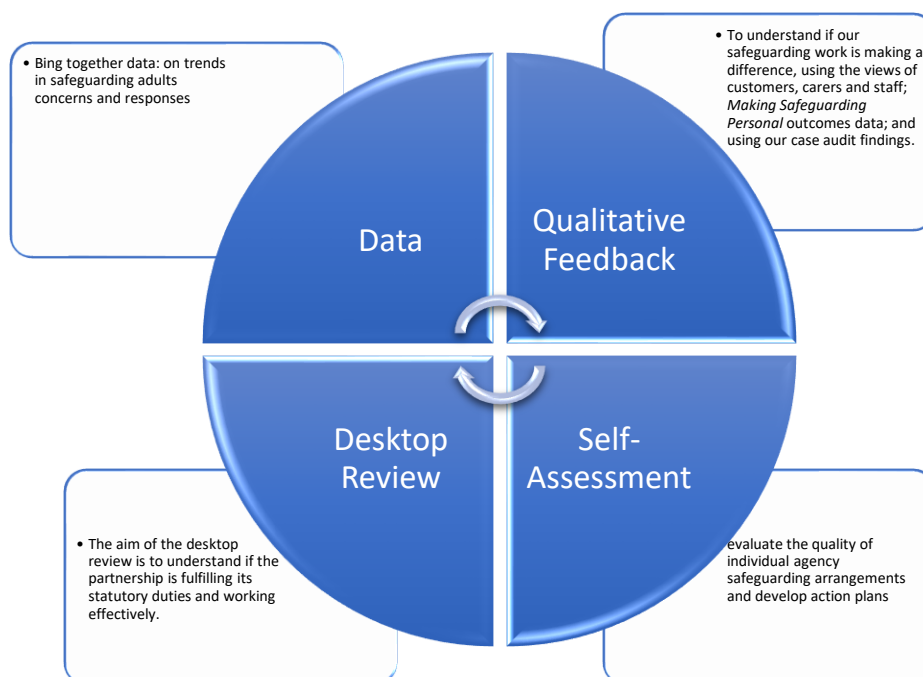 • Bing together data: on trends
in safeguarding adults
concerns and responses
• To understand if our
safeguarding work is making a
difference, using the views of
customers, carers and staff;
Making Safeguarding
Personal outcomes data; and
using our case audit findings.
Data
Qualitative
Feedback
Desktop
Review
Self-
Assessment
• The aim of the desktop
review is to understand if the
partnership is fulfilling its
statutory duties and working
effectively.
evaluate the quality of
individual agency
safeguarding arrangements
and develop action plans